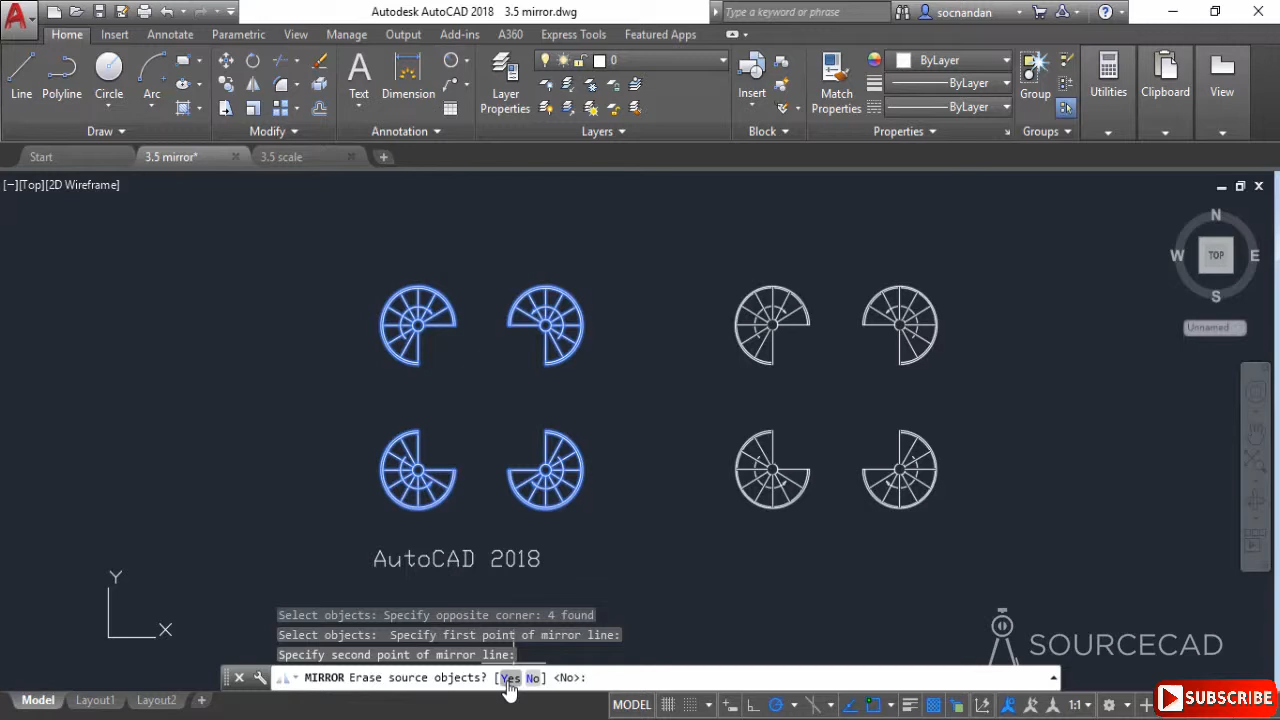 Autodesk AutoCAD 2018 3.5 mirror.dwg
Type a keyword or phrase
socnandan
Home Insert Annotate Parametric View Manage Output Add-ins A360 Express Tools Featured Apps
Line Polyline Circle Arc
Text Dimension
Layer Properties
0
Insert
Match Properties
ByLayer
ByLayer
ByLayer
Group
Utilities
Clipboard
View
Draw Modify Annotation Layers Block Properties Groups
Start 3.5 mirror* 3.5 scale
[−][Top][2D Wireframe]
N
W TOP E
S
Unnamed
AutoCAD 2018
Y
X
Select objects: Specify opposite corner: 4 found
Select objects: Specify first point of mirror line:
Specify second point of mirror line:
MIRROR Erase source objects? [Yes No] <No>:
SOURCECAD
Model Layout1 Layout2
MODEL
1:1
SUBSCRIBE